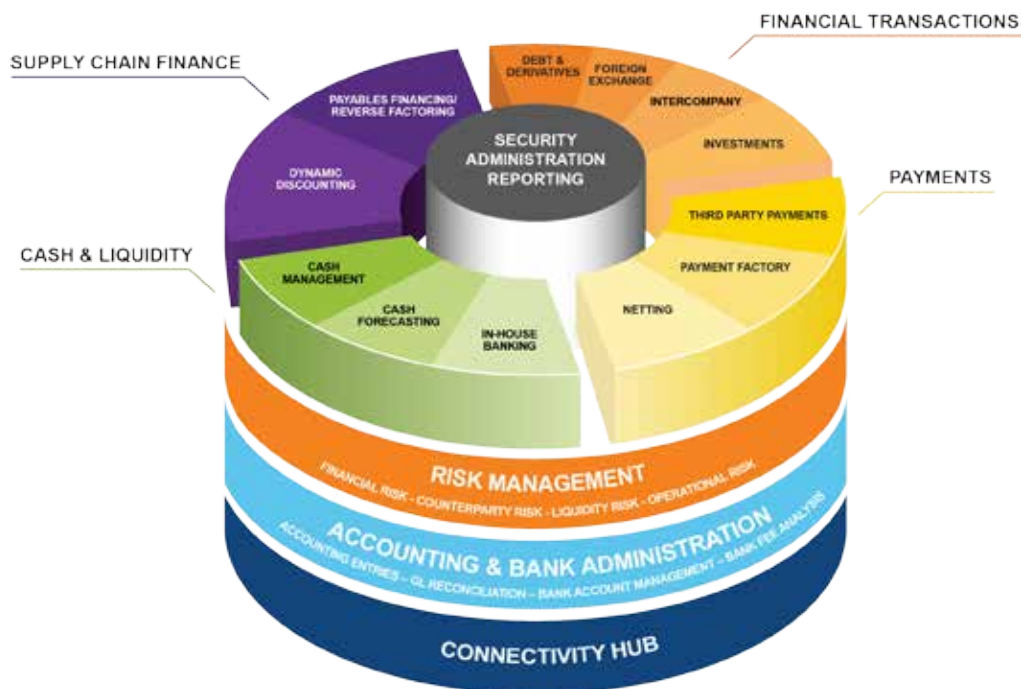 FINANCIAL TRANSACTIONS
SUPPLY CHAIN FINANCE
DEBT &
DERIVATIVES
FOREIGN
EXCHANGE
PAYABLES FINANCING/
REVERSE FACTORING
INTERCOMPANY
SECURITY
ADMINISTRATION
REPORTING
INVESTMENTS
DYNAMIC
DISCOUNTING
PAYMENTS
THIRD PARTY PAYMENTS
CASH & LIQUIDITY
CASH
MANAGEMENT
PAYMENT FACTORY
CASH
FORECASTING
NETTING
IN-HOUSE
BANKING
RISK MANAGEMENT
FINANCIAL RISK - COUNTERPARTY RISK - LIQUIDITY RISK - OPERATIONAL RISK
ACCOUNTING & BANK ADMINISTRATION
ACCOUNTING ENTRIES – GL RECONCILIATION – BANK ACCOUNT MANAGEMENT – BANK FEE ANALYSIS
CONNECTIVITY HUB